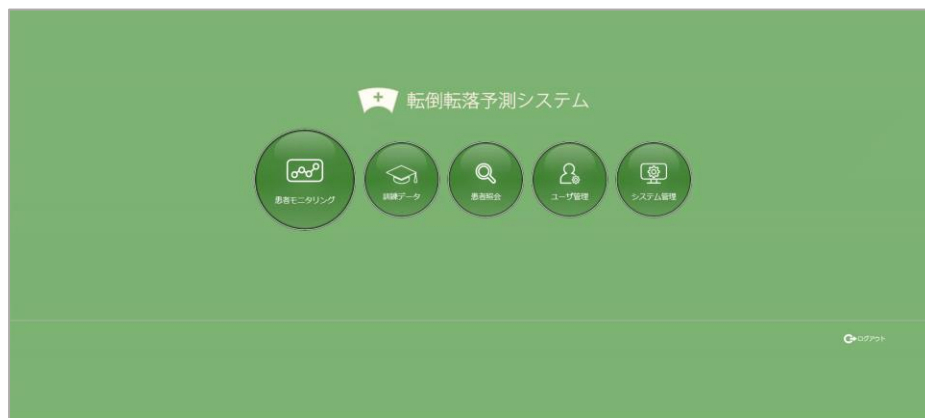 転倒転落予測システム
患者モニタリング
訓練データ
患者照会
ユーザ管理
システム管理
ログアウト